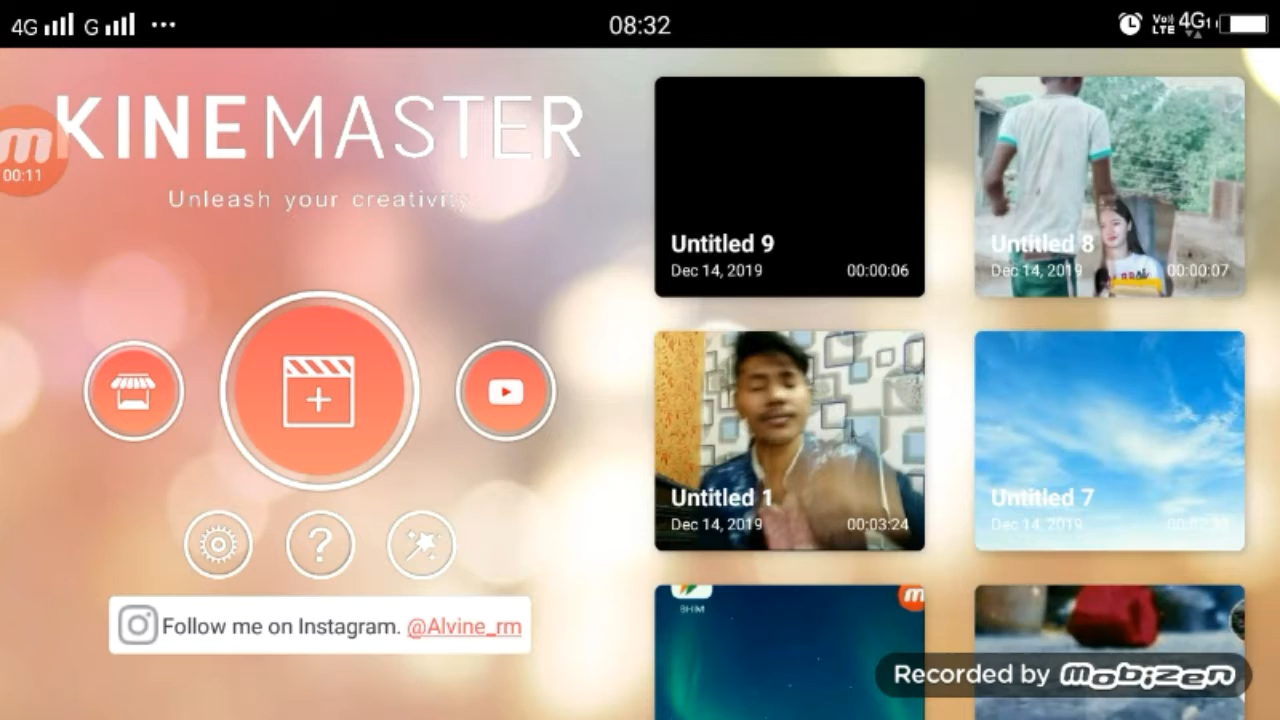 4G G ... 08:32 VoLTE 4G
m
00:11
KINEMASTER
Unleash your creativity
Untitled 9
Dec 14, 2019 00:00:06
Untitled 8
Dec 14, 2019 00:00:07
Untitled 1
Dec 14, 2019 00:03:24
Untitled 7
Dec 14, 2019
Follow me on Instagram. @Alvine_rm
BHIM
m
Recorded by mobizen